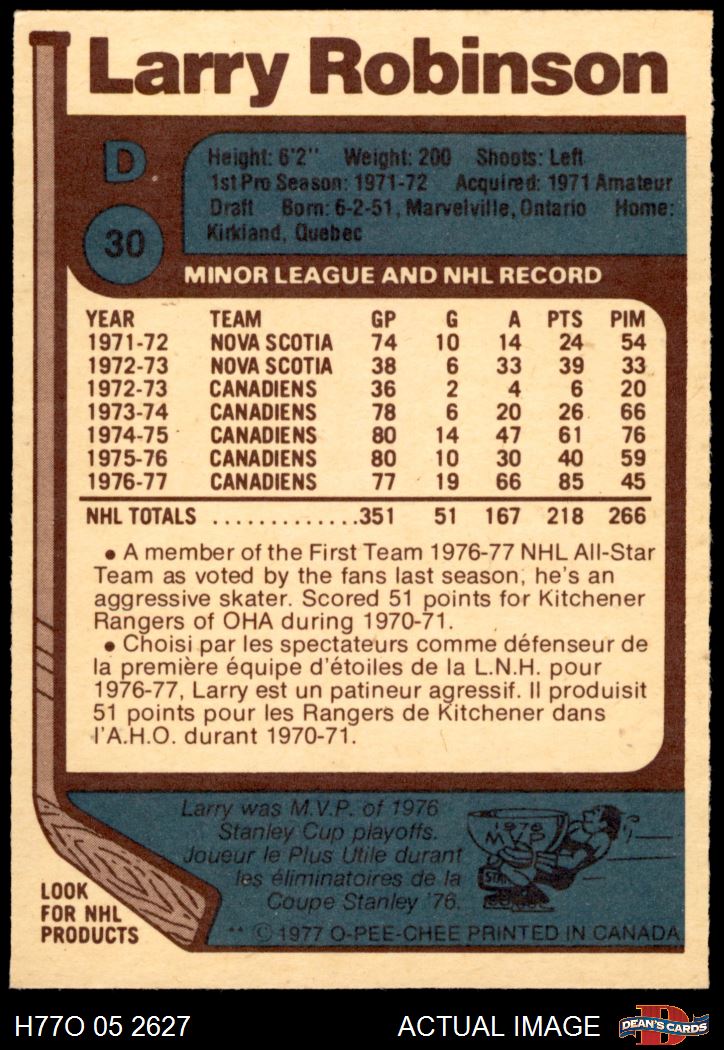 Larry Robinson
D
Height: 6'2" Weight: 200 Shoots: Left
1st Pro Season: 1971-72 Acquired: 1971 Amateur
Draft Born: 6-2-51, Marvelville, Ontario Home:
Kirkland, Quebec
30
MINOR LEAGUE AND NHL RECORD
YEAR TEAM GP G A PTS PIM
1971-72 NOVA SCOTIA 74 10 14 24 54
1972-73 NOVA SCOTIA 38 6 33 39 33
1972-73 CANADIENS 36 2 4 6 20
1973-74 CANADIENS 78 6 20 26 66
1974-75 CANADIENS 80 14 47 61 76
1975-76 CANADIENS 80 10 30 40 59
1976-77 CANADIENS 77 19 66 85 45
NHL TOTALS ............. 351 51 167 218 266
• A member of the First Team 1976-77 NHL All-Star
Team as voted by the fans last season, he's an
aggressive skater. Scored 51 points for Kitchener
Rangers of OHA during 1970-71.
• Choisi par les spectateurs comme défenseur de
la première équipe d'étoiles de la L.N.H. pour
1976-77, Larry est un patineur agressif. Il produisit
51 points pour les Rangers de Kitchener dans
l'A.H.O. durant 1970-71.
Larry was M.V.P. of 1976
Stanley Cup playoffs.
Joueur le Plus Utile durant
les éliminatoires de la
Coupe Stanley '76.
1976
MVP
LOOK
FOR NHL
PRODUCTS
** © 1977 O-PEE-CHEE PRINTED IN CANADA
H77O 05 2627
ACTUAL IMAGE
D
DEAN'S CARDS